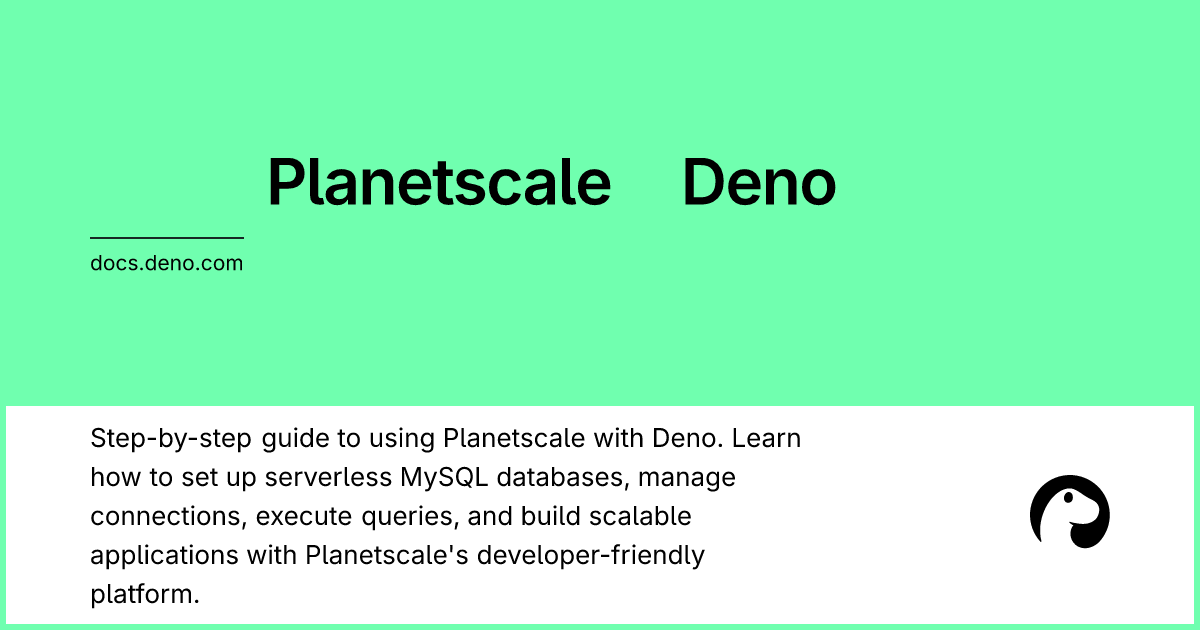 Planetscale Deno
docs.deno.com
Step-by-step guide to using Planetscale with Deno. Learn
how to set up serverless MySQL databases, manage
connections, execute queries, and build scalable
applications with Planetscale's developer-friendly
platform.